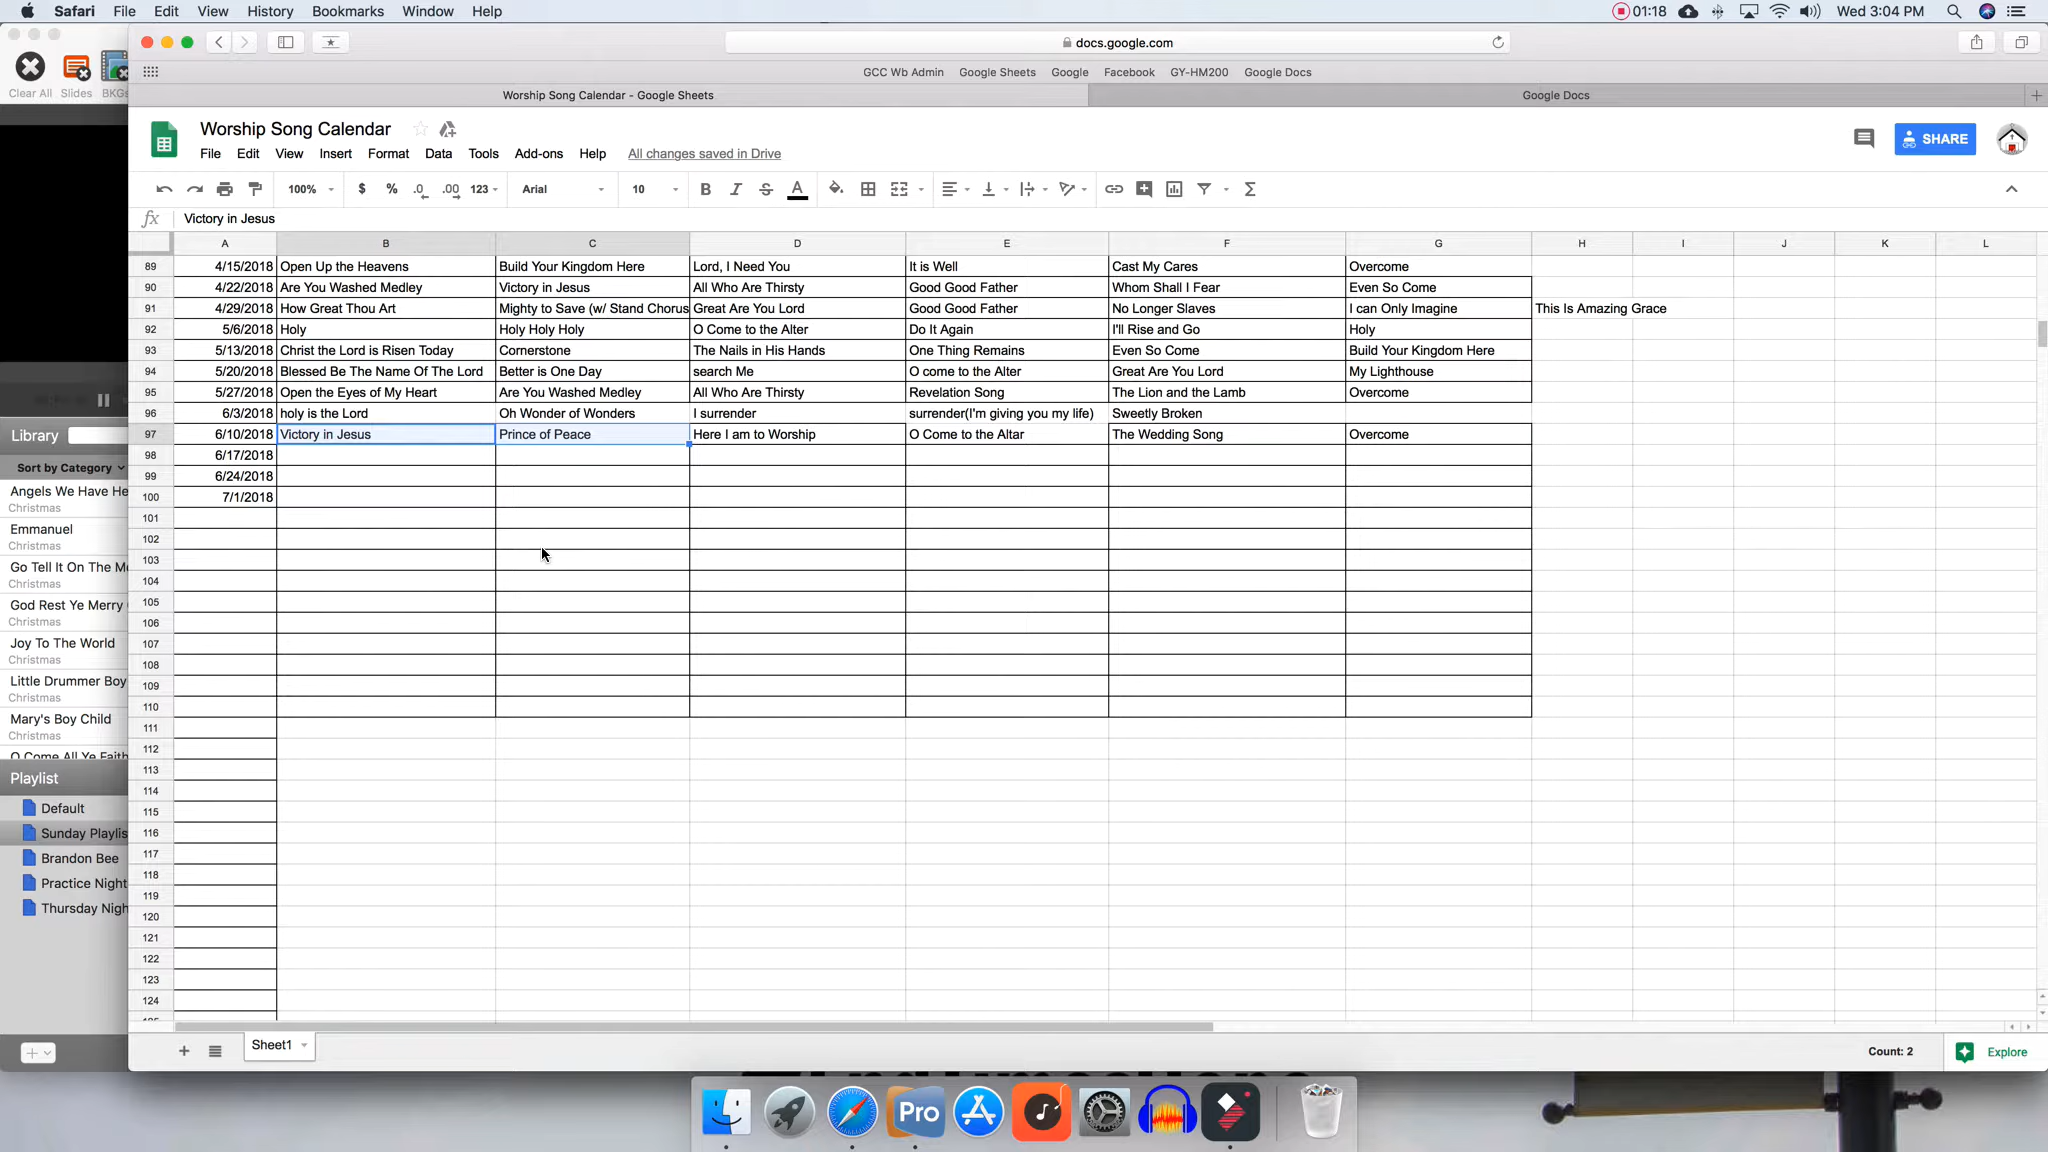 Safari File Edit View History Bookmarks Window Help 01:18 Wed 3:04 PM
docs.google.com
Clear All Slides BKGs
GCC Wb Admin Google Sheets Google Facebook GY-HM200 Google Docs
Worship Song Calendar - Google Sheets Google Docs
Worship Song Calendar
SHARE
File Edit View Insert Format Data Tools Add-ons Help All changes saved in Drive
100% $ % .0 .00 123 Arial 10 B I S A Σ
fx Victory in Jesus
A B C D E F G H I J K L
89 4/15/2018 Open Up the Heavens Build Your Kingdom Here Lord, I Need You It is Well Cast My Cares Overcome
90 4/22/2018 Are You Washed Medley Victory in Jesus All Who Are Thirsty Good Good Father Whom Shall I Fear Even So Come
91 4/29/2018 How Great Thou Art Mighty to Save (w/ Stand Chorus Great Are You Lord Good Good Father No Longer Slaves I can Only Imagine This Is Amazing Grace
92 5/6/2018 Holy Holy Holy Holy O Come to the Alter Do It Again I'll Rise and Go Holy
93 5/13/2018 Christ the Lord is Risen Today Cornerstone The Nails in His Hands One Thing Remains Even So Come Build Your Kingdom Here
94 5/20/2018 Blessed Be The Name Of The Lord Better is One Day search Me O come to the Alter Great Are You Lord My Lighthouse
95 5/27/2018 Open the Eyes of My Heart Are You Washed Medley All Who Are Thirsty Revelation Song The Lion and the Lamb Overcome
96 6/3/2018 holy is the Lord Oh Wonder of Wonders I surrender surrender(I'm giving you my life) Sweetly Broken
97 6/10/2018 Victory in Jesus Prince of Peace Here I am to Worship O Come to the Altar The Wedding Song Overcome
98 6/17/2018
99 6/24/2018
100 7/1/2018
101
102
103
104
105
106
107
108
109
110
111
112
113
114
115
116
117
118
119
120
121
122
123
124
Library
Sort by Category
Angels We Have He
Christmas
Emmanuel
Christmas
Go Tell It On The M
Christmas
God Rest Ye Merry
Christmas
Joy To The World
Christmas
Little Drummer Boy
Christmas
Mary's Boy Child
Christmas
O Come All Ye Faith
Playlist
Default
Sunday Playlis
Brandon Bee
Practice Night
Thursday Nigh
Sheet1 Count: 2 Explore
Pro